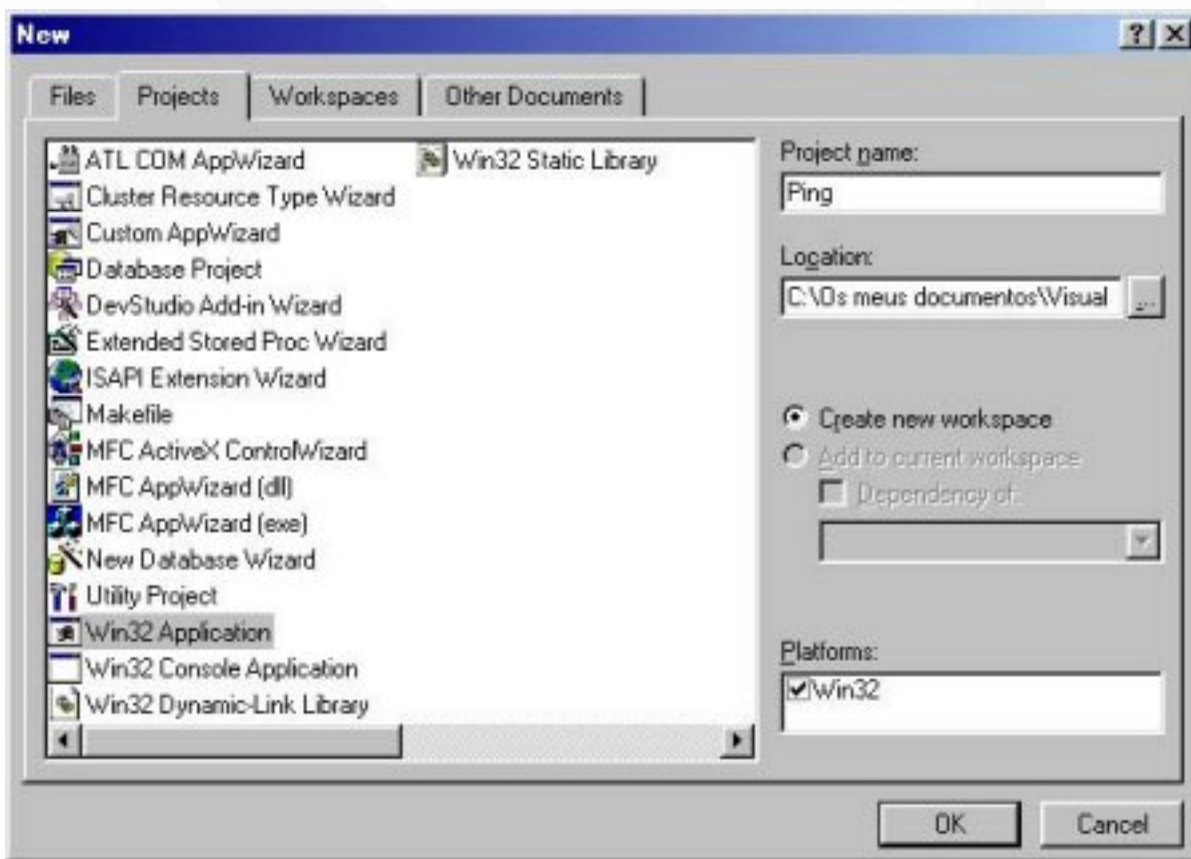 New
Files
Projects
Workspaces
Other Documents
ATL COM AppWizard
Cluster Resource Type Wizard
Custom AppWizard
Database Project
DevStudio Add-in Wizard
Extended Stored Proc Wizard
ISAPI Extension Wizard
Makefile
MFC ActiveX ControlWizard
MFC AppWizard (dll)
MFC AppWizard (exe)
New Database Wizard
Utility Project
Win32 Application
Win32 Console Application
Win32 Dynamic-Link Library
Win32 Static Library
Project name:
Ping
Location:
C:\Os meus documentos\Visual
...
Create new workspace
Add to current workspace
Dependency of:
Platforms:
Win32
OK
Cancel